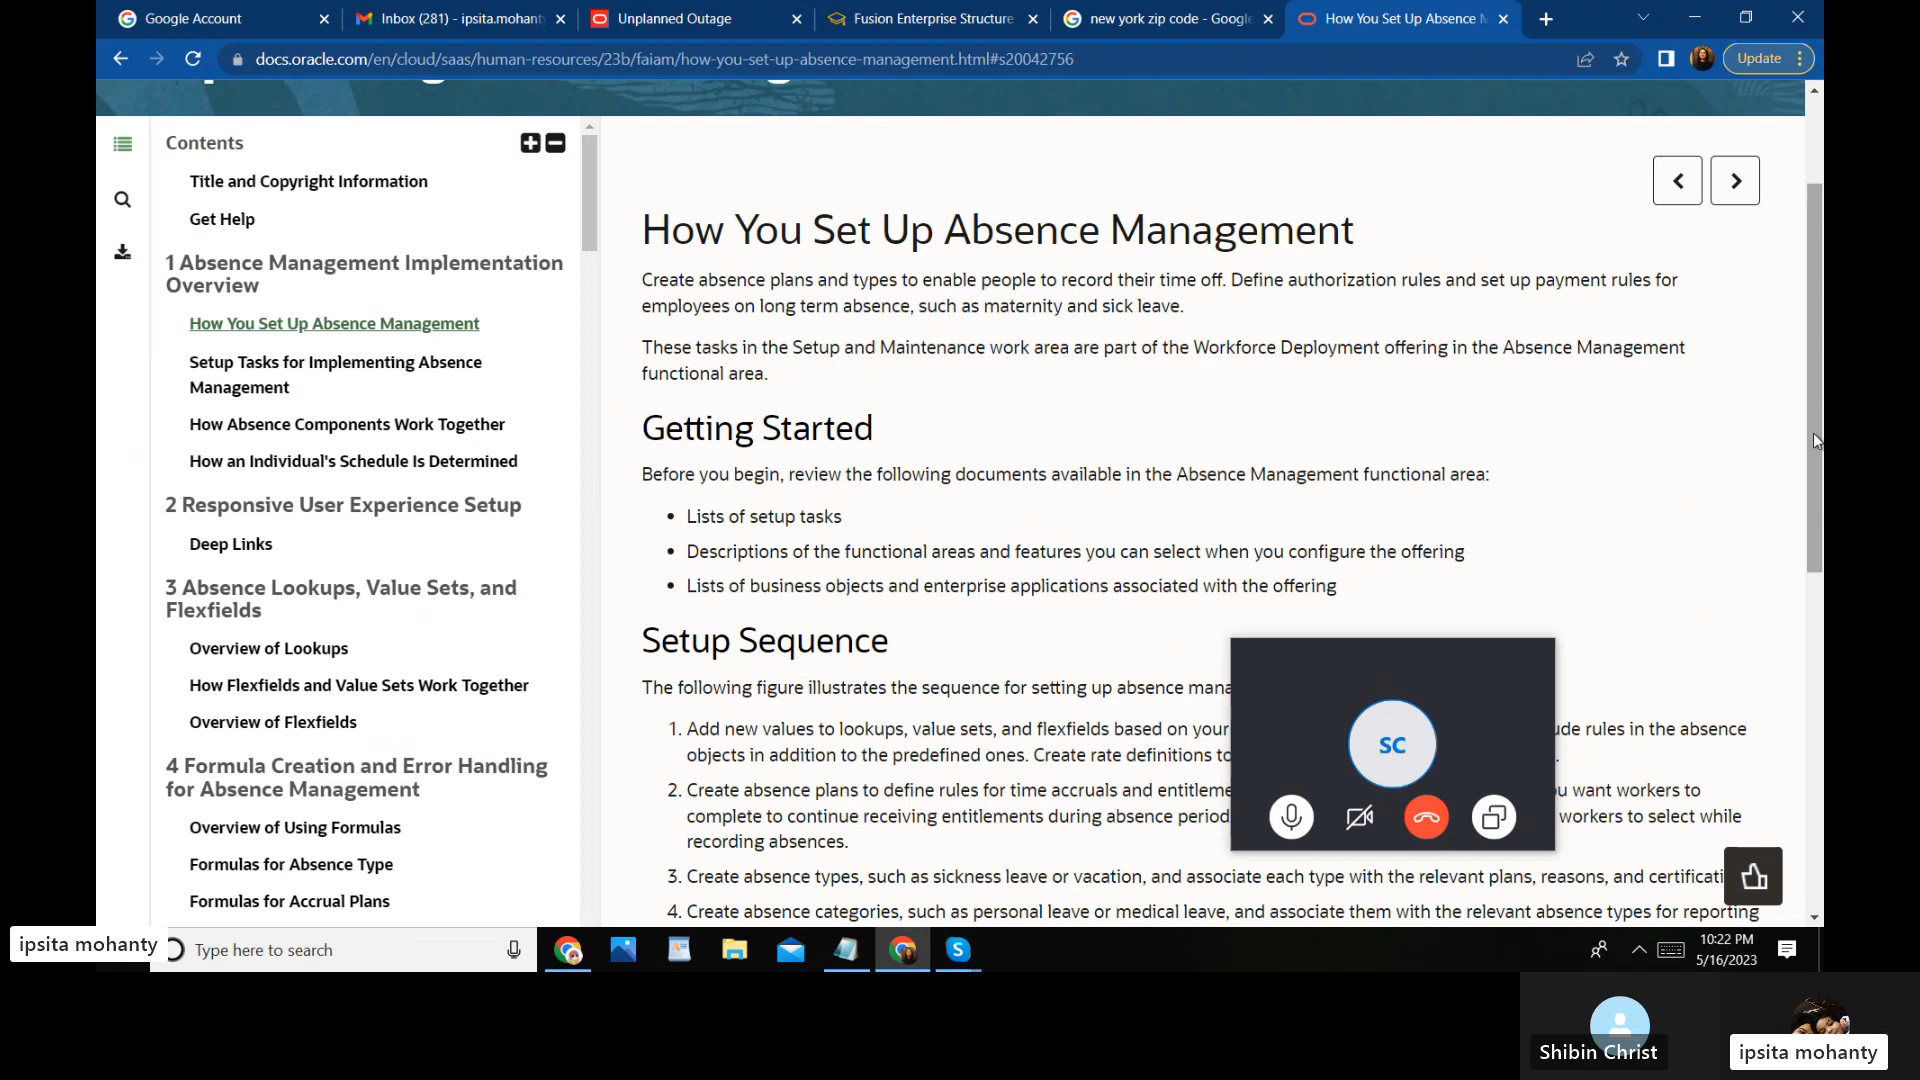 Google Account
Inbox (281) - ipsita.mohant
Unplanned Outage
Fusion Enterprise Structure
new york zip code - Google
How You Set Up Absence M
docs.oracle.com/en/cloud/saas/human-resources/23b/faiam/how-you-set-up-absence-management.html#s20042756
Update
Contents
Title and Copyright Information
Get Help
1 Absence Management Implementation
Overview
How You Set Up Absence Management
Setup Tasks for Implementing Absence
Management
How Absence Components Work Together
How an Individual's Schedule Is Determined
2 Responsive User Experience Setup
Deep Links
3 Absence Lookups, Value Sets, and
Flexfields
Overview of Lookups
How Flexfields and Value Sets Work Together
Overview of Flexfields
4 Formula Creation and Error Handling
for Absence Management
Overview of Using Formulas
Formulas for Absence Type
Formulas for Accrual Plans
How You Set Up Absence Management
Create absence plans and types to enable people to record their time off. Define authorization rules and set up payment rules for
employees on long term absence, such as maternity and sick leave.
These tasks in the Setup and Maintenance work area are part of the Workforce Deployment offering in the Absence Management
functional area.
Getting Started
Before you begin, review the following documents available in the Absence Management functional area:
• Lists of setup tasks
• Descriptions of the functional areas and features you can select when you configure the offering
• Lists of business objects and enterprise applications associated with the offering
Setup Sequence
The following figure illustrates the sequence for setting up absence mana
1. Add new values to lookups, value sets, and flexfields based on your de rules in the absence
objects in addition to the predefined ones. Create rate definitions to .
2. Create absence plans to define rules for time accruals and entitleme u want workers to
complete to continue receiving entitlements during absence period workers to select while
recording absences.
3. Create absence types, such as sickness leave or vacation, and associate each type with the relevant plans, reasons, and certificati
4. Create absence categories, such as personal leave or medical leave, and associate them with the relevant absence types for reporting
SC
ipsita mohanty
Type here to search
10:22 PM
5/16/2023
Shibin Christ
ipsita mohanty